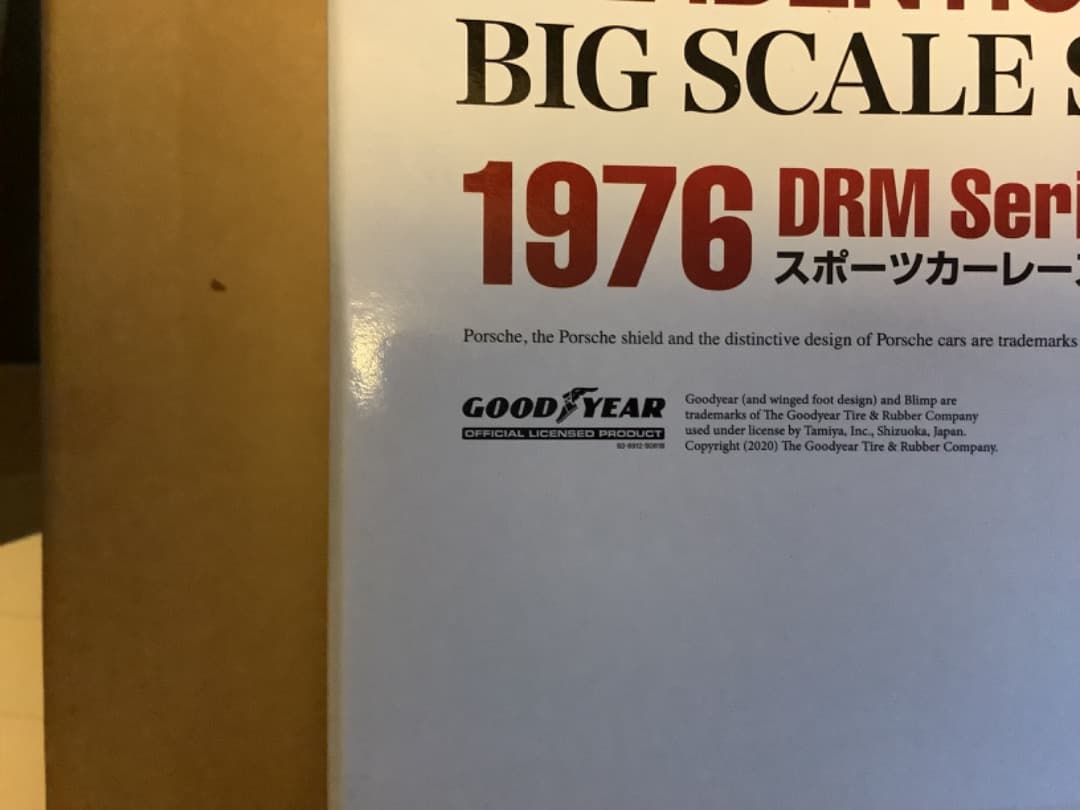 BIG SCALE
1976 DRM Seri
スポーツカーレー
Porsche, the Porsche shield and the distinctive design of Porsche cars are trademarks
GOODYEAR
OFFICIAL LICENSED PRODUCT
Goodyear (and winged foot design) and Blimp are
trademarks of The Goodyear Tire & Rubber Company
used under license by Tamiya, Inc., Shizuoka, Japan.
Copyright (2020) The Goodyear Tire & Rubber Company.